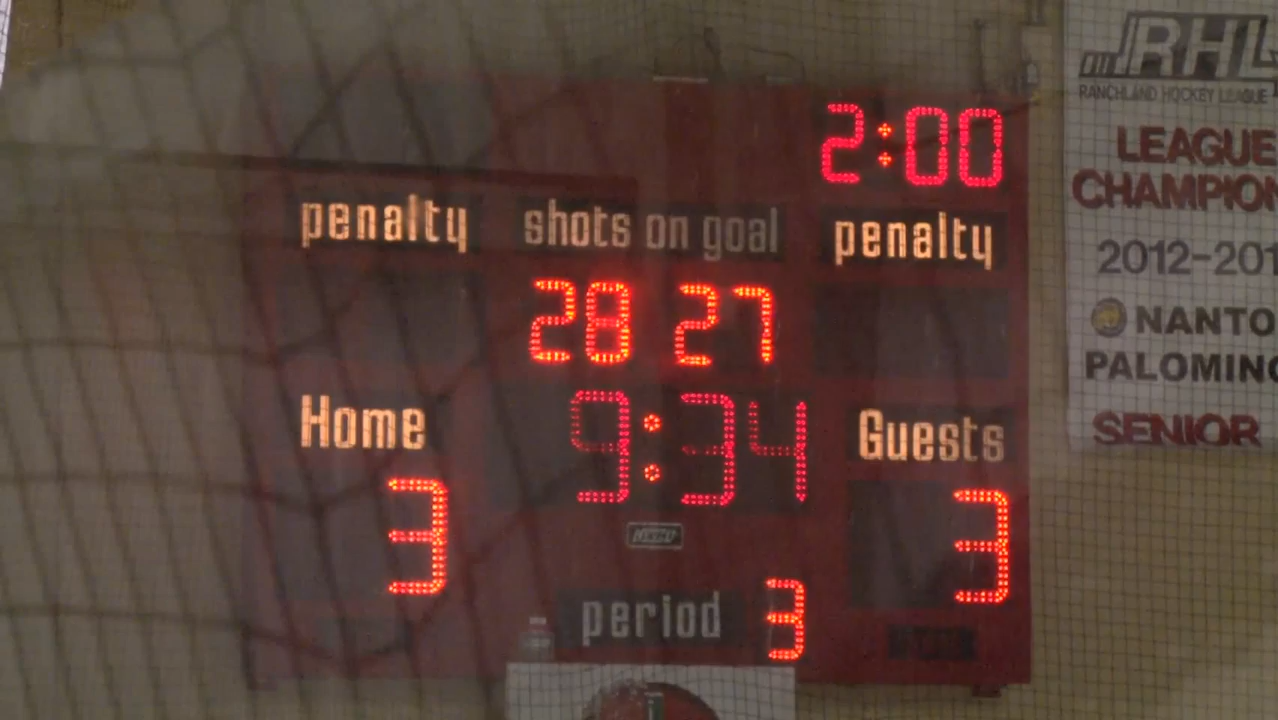 2:00
penalty shots on goal penalty
28 27
Home 9:34 Guests
3 3
period 3
RHL
RANCHLAND HOCKEY LEAGUE
LEAGUE
CHAMPION
2012-201
NANTO
PALOMINO
SENIOR